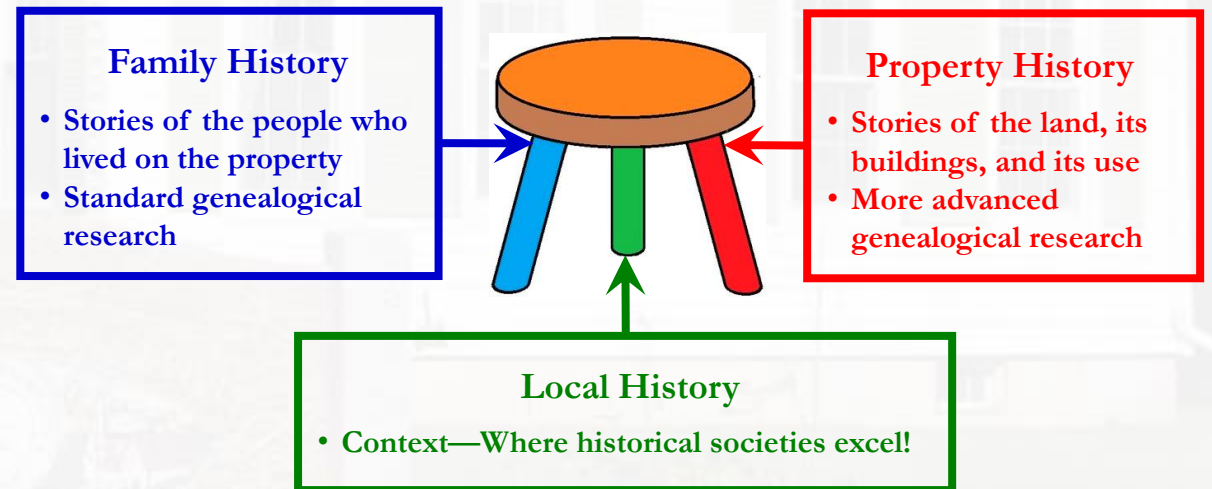 Family History
• Stories of the people who
lived on the property
• Standard genealogical
research
Property History
• Stories of the land, its
buildings, and its use
• More advanced
genealogical research
Local History
• Context—Where historical societies excel!